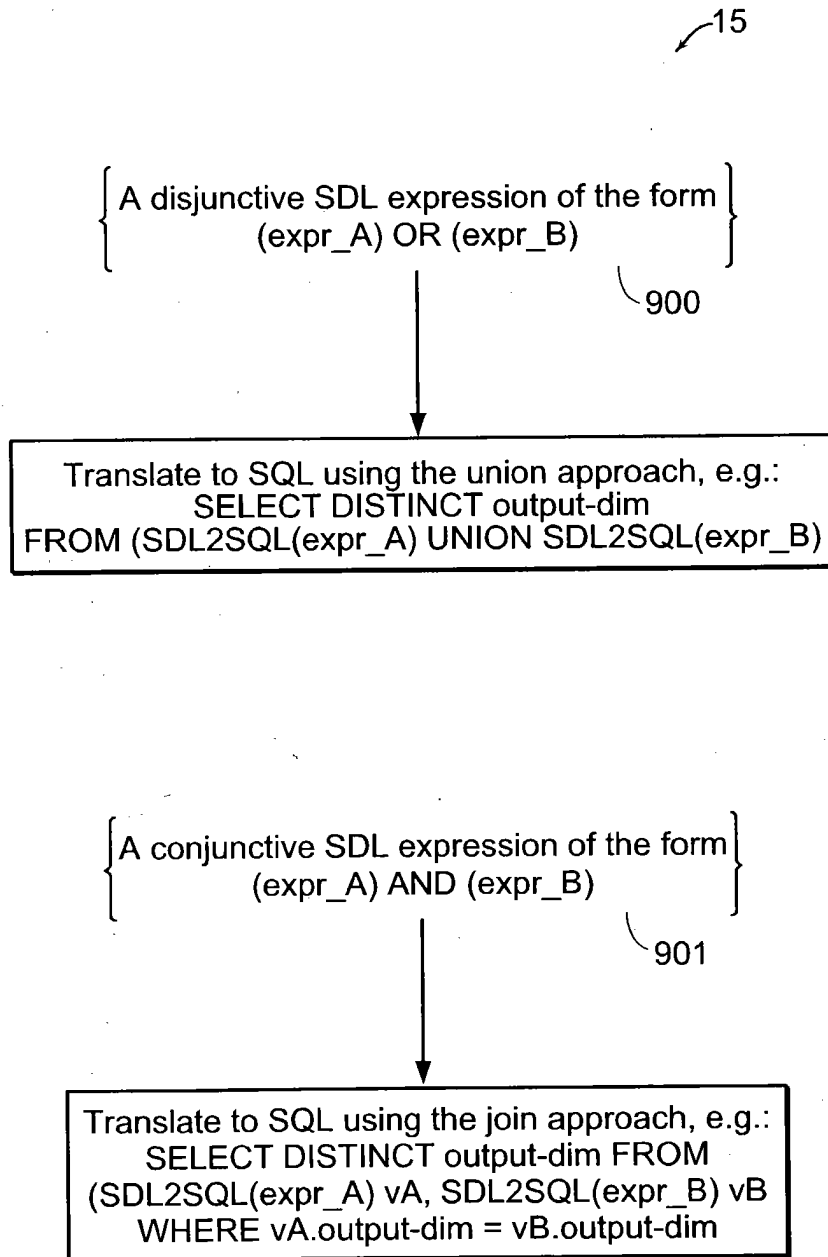 15
A disjunctive SDL expression of the form
(expr_A) OR (expr_B)
900
Translate to SQL using the union approach, e.g.:
SELECT DISTINCT output-dim
FROM (SDL2SQL(expr_A) UNION SDL2SQL(expr_B)
A conjunctive SDL expression of the form
(expr_A) AND (expr_B)
901
Translate to SQL using the join approach, e.g.:
SELECT DISTINCT output-dim FROM
(SDL2SQL(expr_A) vA, SDL2SQL(expr_B) vB
WHERE vA.output-dim = vB.output-dim